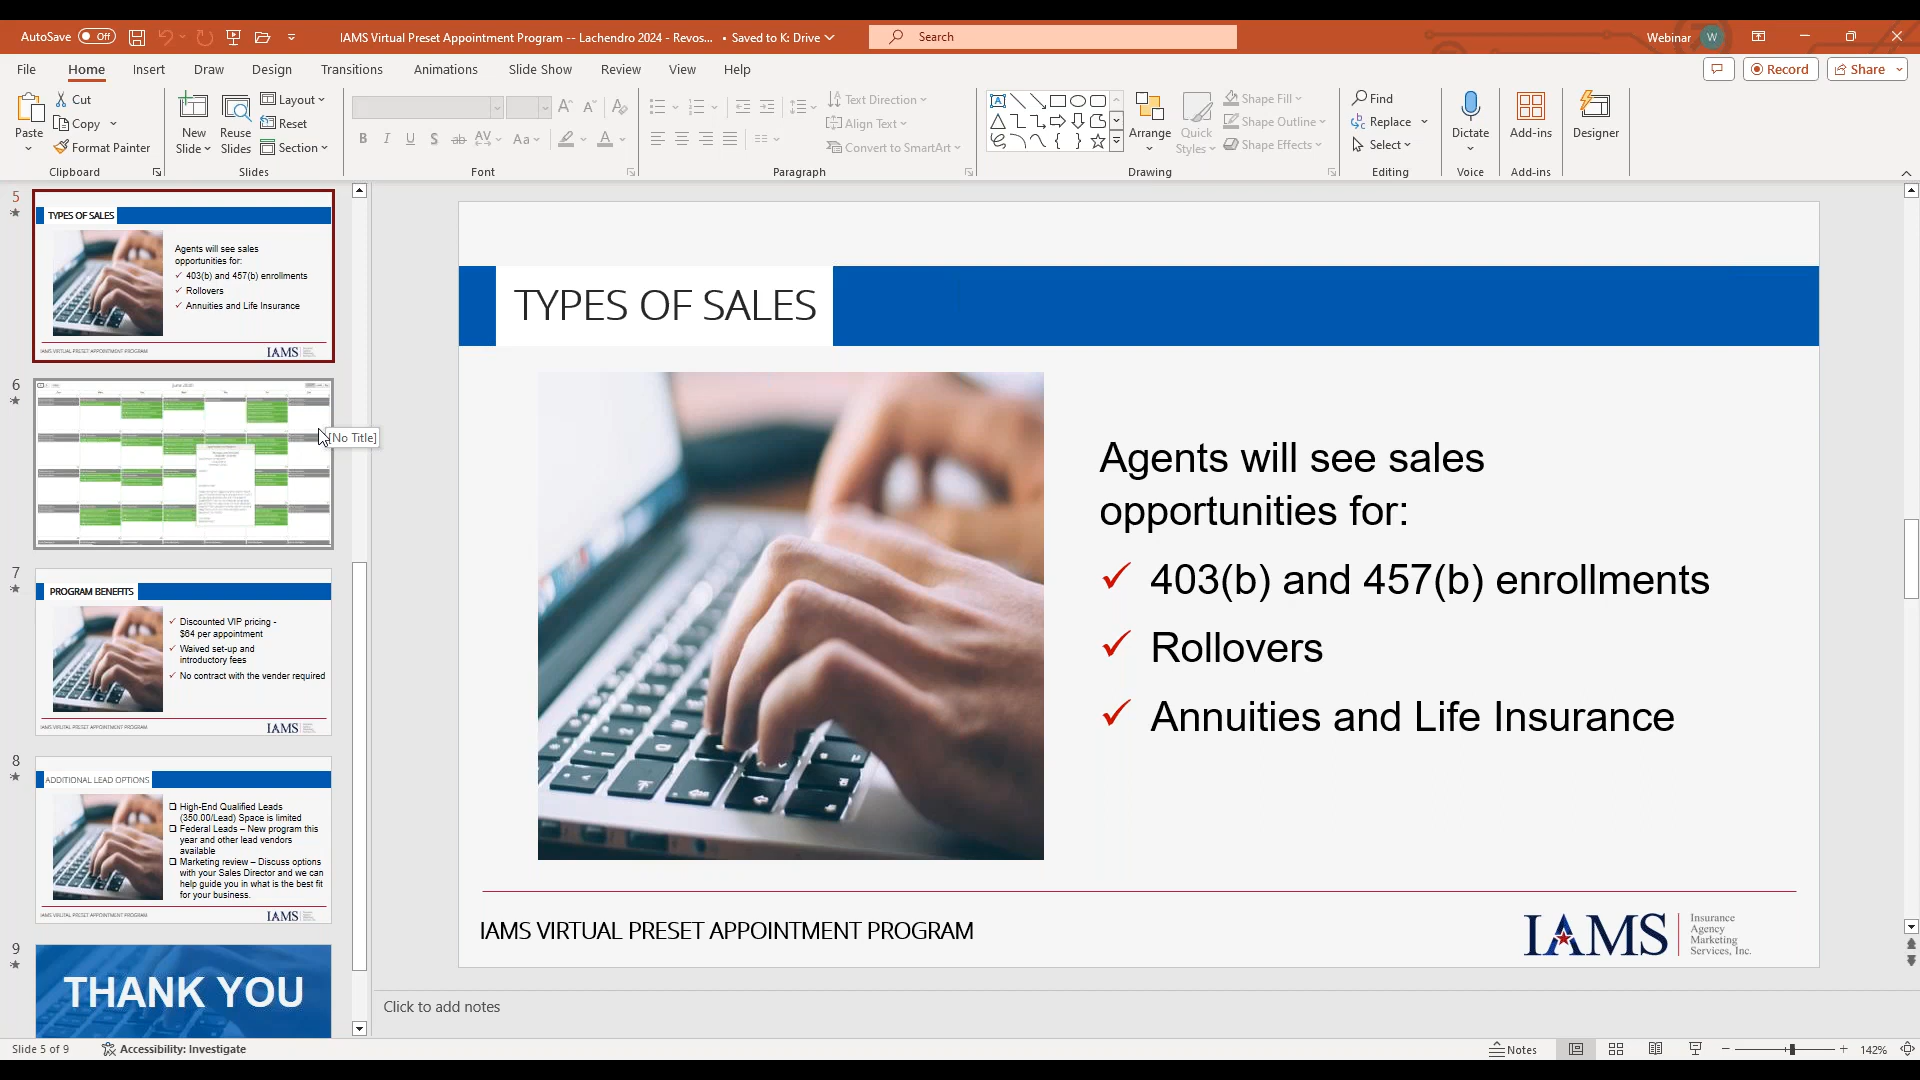 AutoSave Off
IAMS Virtual Preset Appointment Program -- Lachendro 2024 - Revos... • Saved to K: Drive
Search
Webinar W
File Home Insert Draw Design Transitions Animations Slide Show Review View Help
Record Share
Paste
Cut
Copy
Format Painter
Clipboard
New Slide
Reuse Slides
Layout
Reset
Section
Slides
Font
Text Direction
Align Text
Convert to SmartArt
Paragraph
Arrange
Quick Styles
Shape Fill
Shape Outline
Shape Effects
Drawing
Find
Replace
Select
Editing
Dictate
Voice
Add-ins
Add-ins
Designer
5
TYPES OF SALES
Agents will see sales
opportunities for:
✓ 403(b) and 457(b) enrollments
✓ Rollovers
✓ Annuities and Life Insurance
IAMS VIRTUAL PRESET APPOINTMENT PROGRAM
IAMS
6
June 2020
[No Title]
7
PROGRAM BENEFITS
✓ Discounted VIP pricing -
$64 per appointment
✓ Waived set-up and
introductory fees
✓ No contract with the vender required
IAMS VIRUTAL PRESET APPOINTMENT PROGRAM
IAMS
8
ADDITIONAL LEAD OPTIONS
❑ High-End Qualified Leads
(350.00/Lead) Space is limited
❑ Federal Leads – New program this
year and other lead vendors
available
❑ Marketing review – Discuss options
with your Sales Director and we can
help guide you in what is the best fit
for your business.
IAMS
9
THANK YOU
TYPES OF SALES
Agents will see sales
opportunities for:
✓ 403(b) and 457(b) enrollments
✓ Rollovers
✓ Annuities and Life Insurance
IAMS VIRTUAL PRESET APPOINTMENT PROGRAM
IAMS
Insurance
Agency
Marketing
Services, Inc.
Click to add notes
Slide 5 of 9
Accessibility: Investigate
Notes
142%